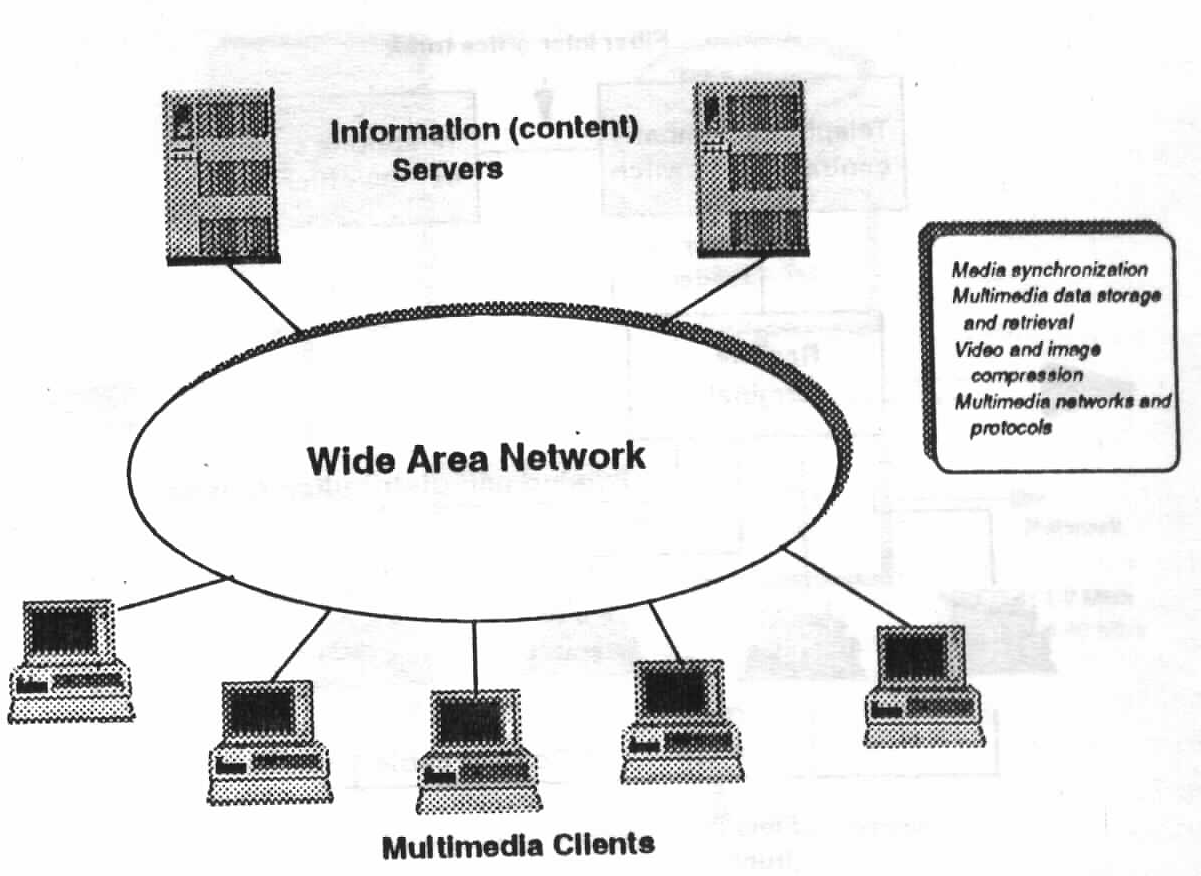 Information (content)
Servers
Media synchronization
Multimedia data storage
and retrieval
Video and image
compression
Multimedia networks and
protocols
Wide Area Network
Multimedia Clients